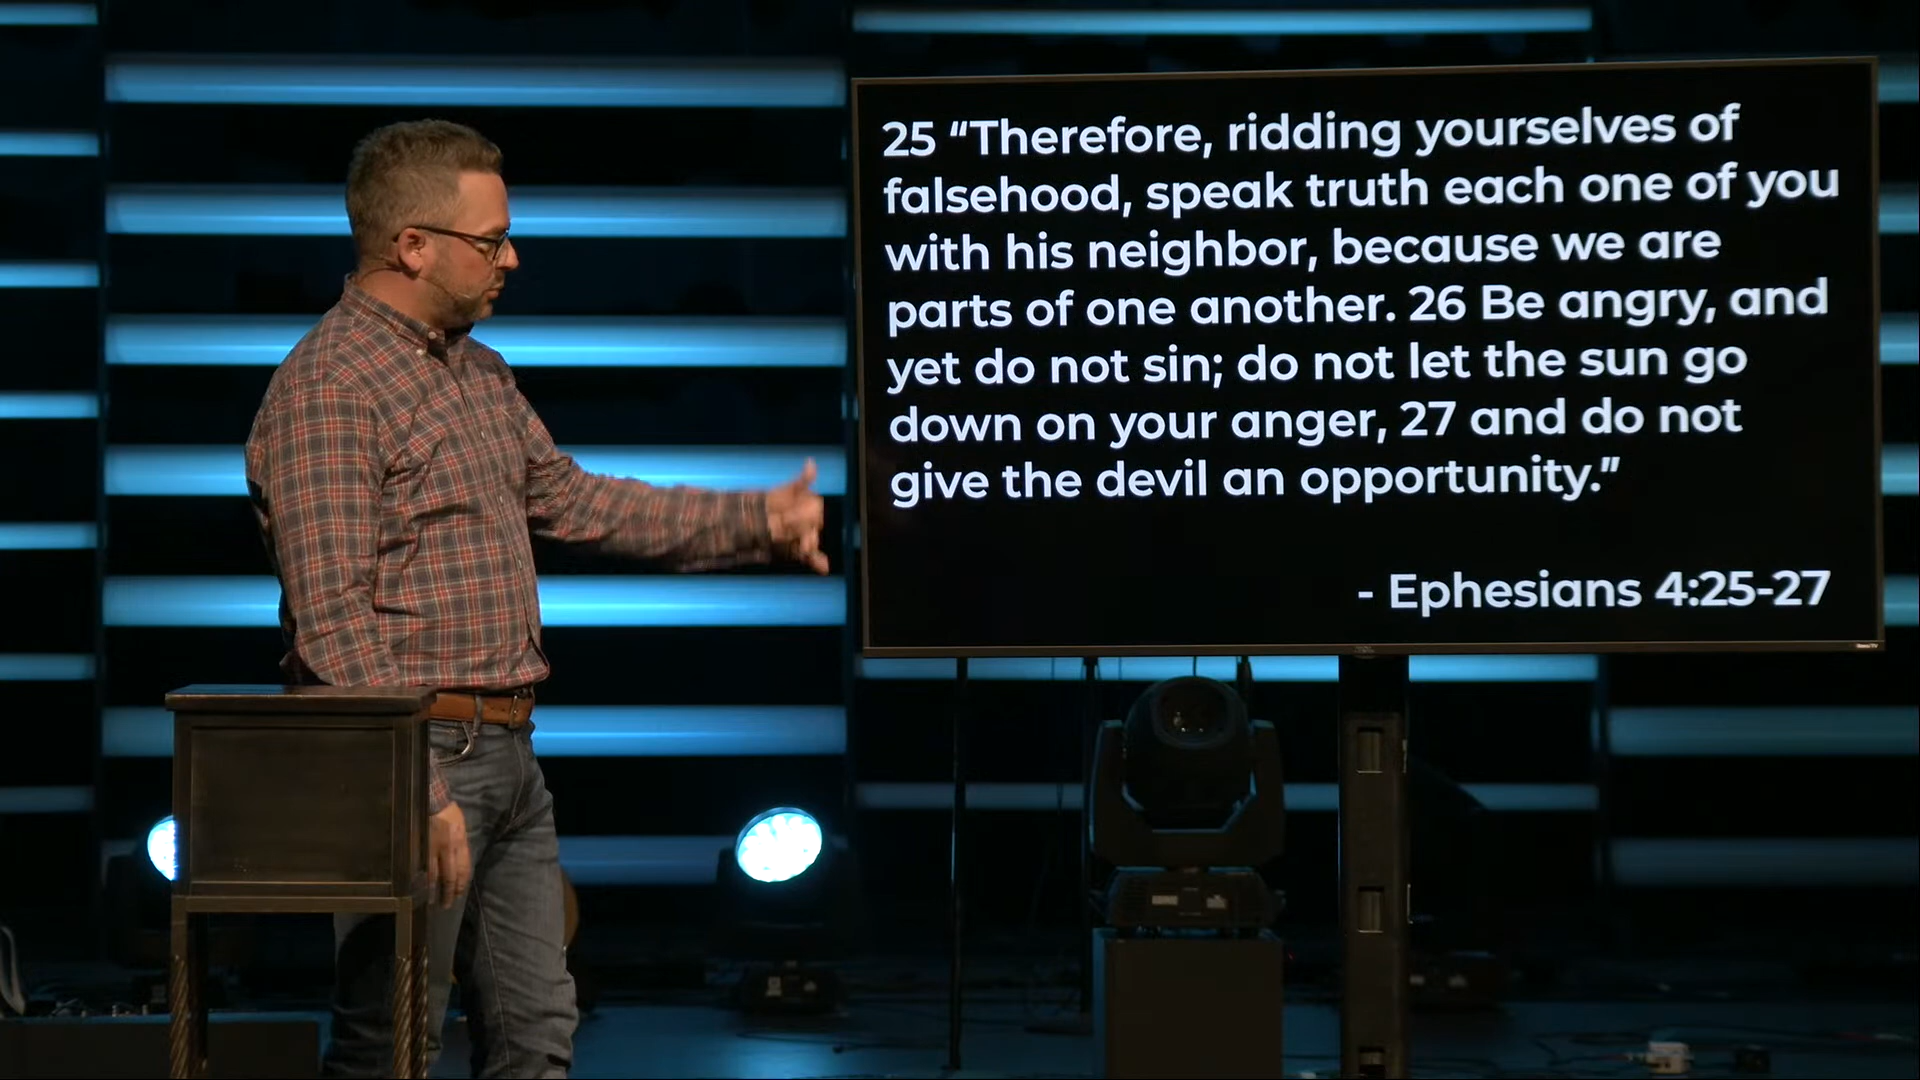 25 “Therefore, ridding yourselves of
falsehood, speak truth each one of you
with his neighbor, because we are
parts of one another. 26 Be angry, and
yet do not sin; do not let the sun go
down on your anger, 27 and do not
give the devil an opportunity.”
- Ephesians 4:25-27